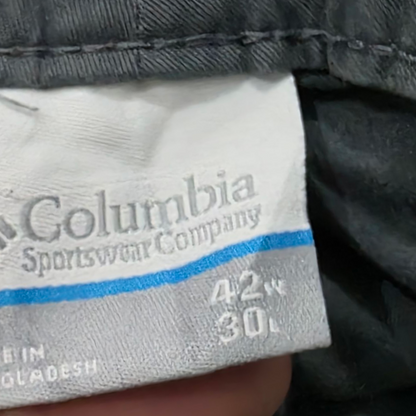 Columbia
Sportswear Company
42W
30L
E IN
GLADESH